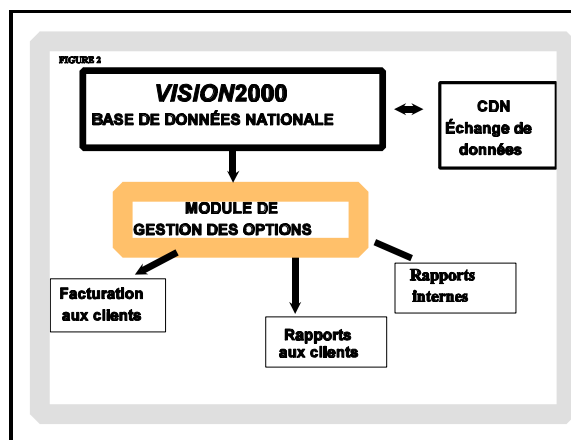 FIGURE 2
VISION2000
BASE DE DONNÉES NATIONALE
CDN
Échange de
données
MODULE DE
GESTION DES OPTIONS
Facturation
aux clients
Rapports
aux clients
Rapports
internes